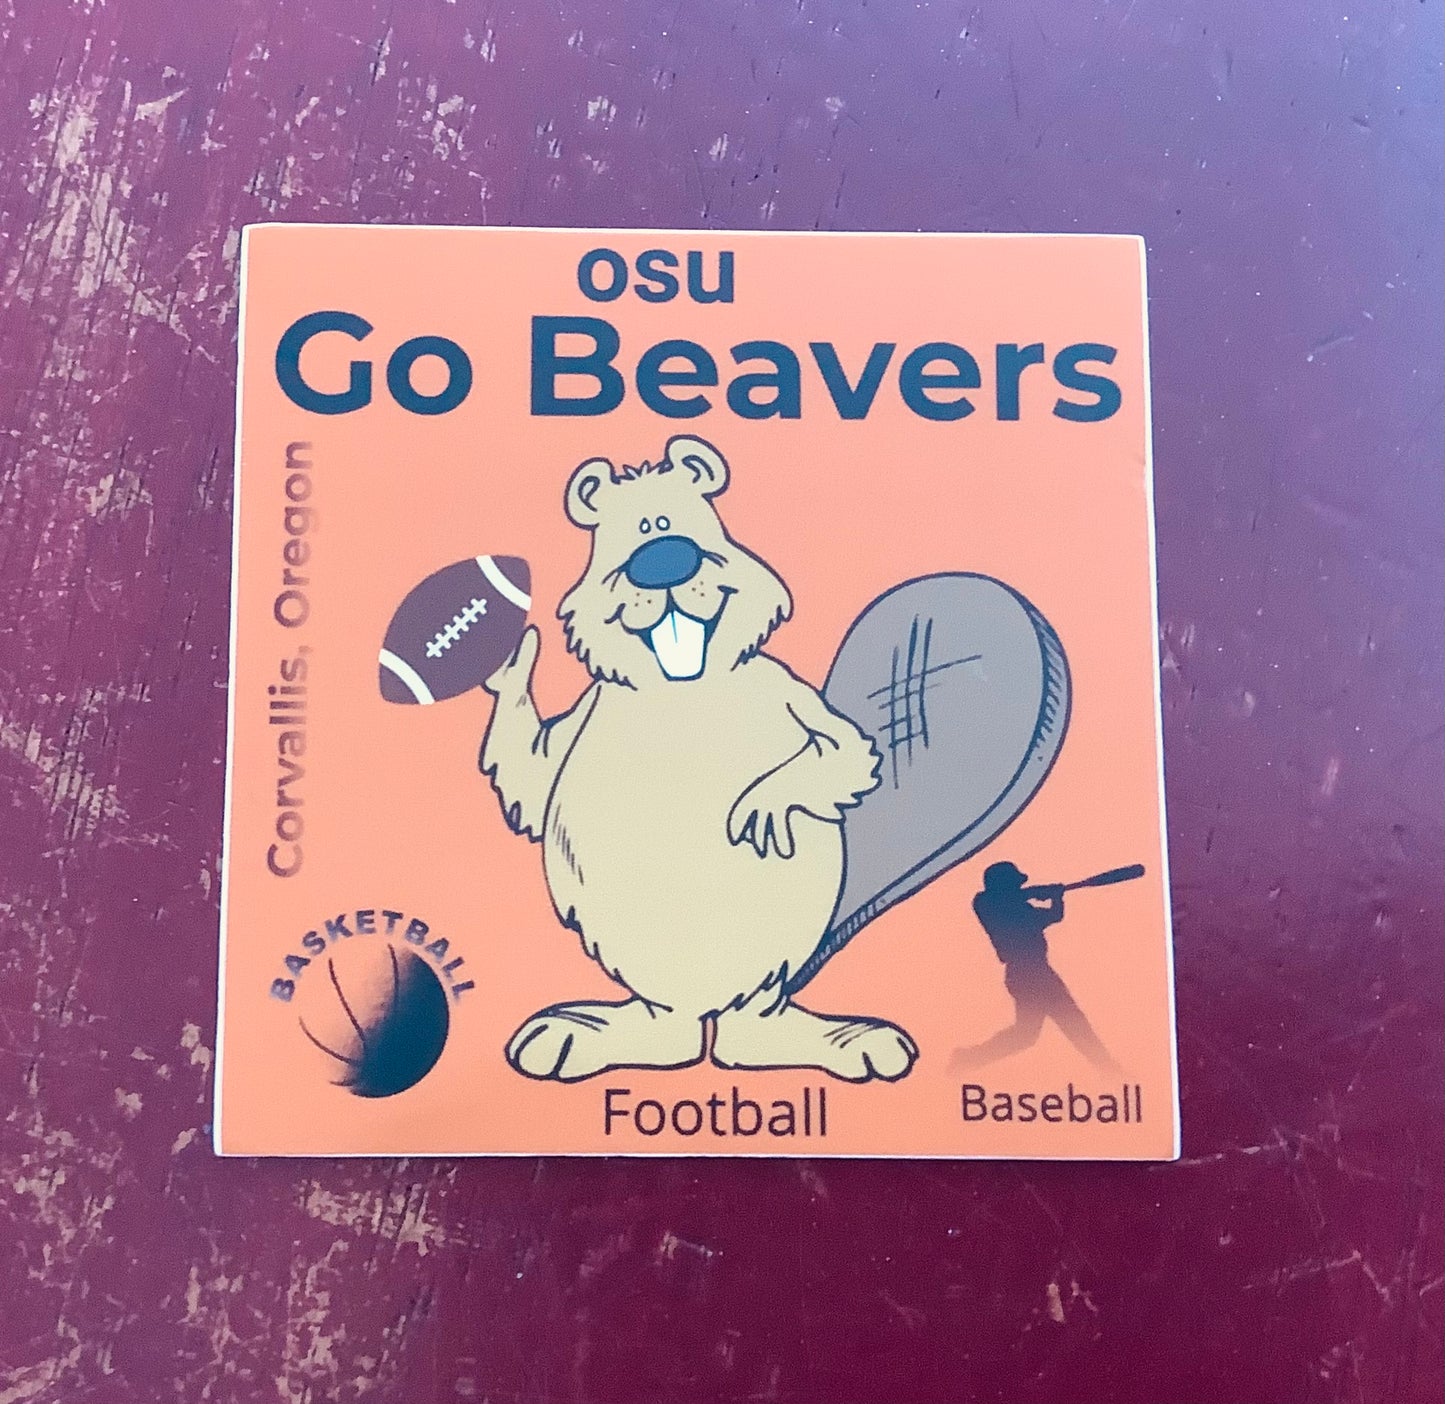 osu
Go Beavers
Corvallis, Oregon
BASKETBALL
Football
Baseball